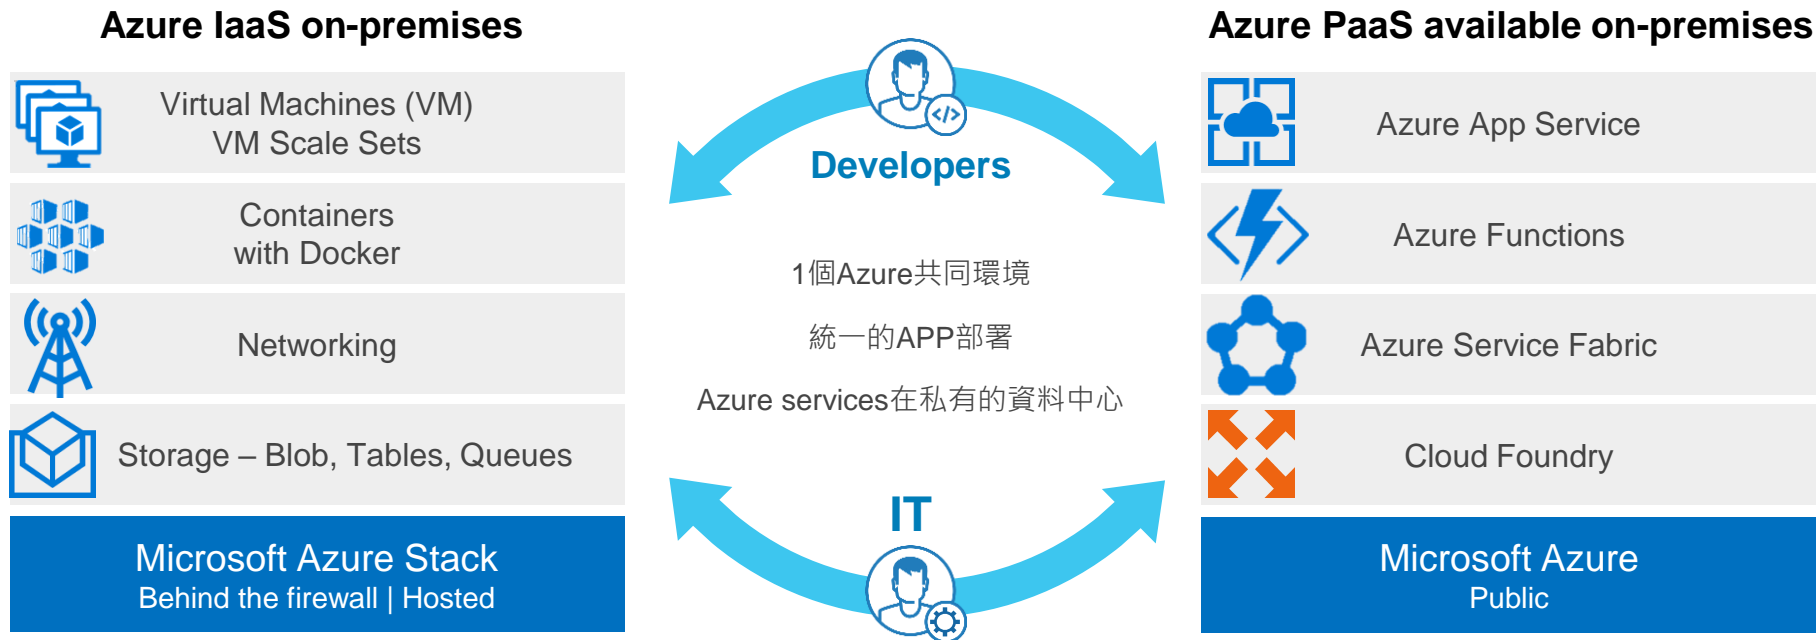 Azure IaaS on-premises
Virtual Machines (VM)
VM Scale Sets
Containers
with Docker
Networking
Storage – Blob, Tables, Queues
Microsoft Azure Stack
Behind the firewall | Hosted
</>
Developers
1個Azure共同環境
統一的APP部署
Azure services在私有的資料中心
IT
Azure PaaS available on-premises
Azure App Service
Azure Functions
Azure Service Fabric
Cloud Foundry
Microsoft Azure
Public